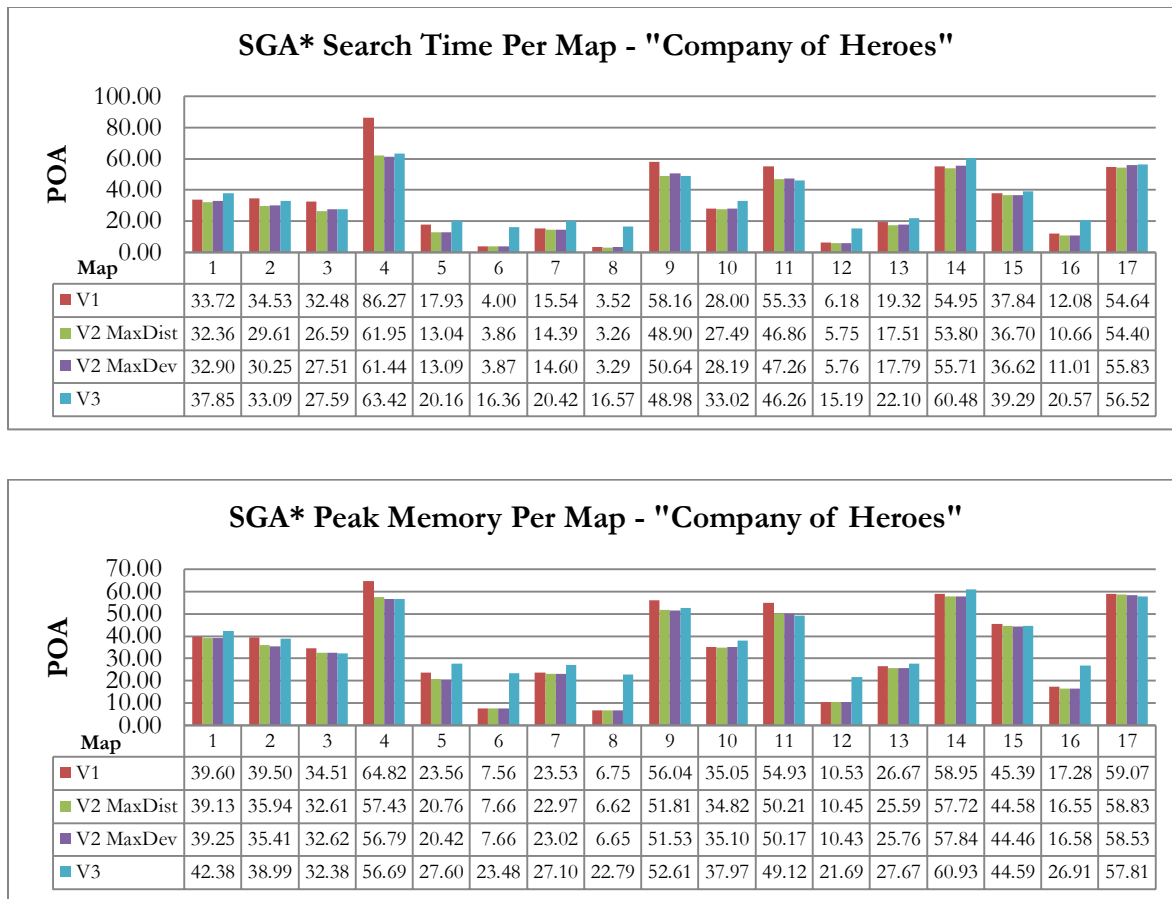 SGA* Search Time Per Map - "Company of Heroes"
POA
100.00
80.00
60.00
40.00
20.00
0.00
Map 1 2 3 4 5 6 7 8 9 10 11 12 13 14 15 16 17
V1 33.72 34.53 32.48 86.27 17.93 4.00 15.54 3.52 58.16 28.00 55.33 6.18 19.32 54.95 37.84 12.08 54.64
V2 MaxDist 32.36 29.61 26.59 61.95 13.04 3.86 14.39 3.26 48.90 27.49 46.86 5.75 17.51 53.80 36.70 10.66 54.40
V2 MaxDev 32.90 30.25 27.51 61.44 13.09 3.87 14.60 3.29 50.64 28.19 47.26 5.76 17.79 55.71 36.62 11.01 55.83
V3 37.85 33.09 27.59 63.42 20.16 16.36 20.42 16.57 48.98 33.02 46.26 15.19 22.10 60.48 39.29 20.57 56.52
SGA* Peak Memory Per Map - "Company of Heroes"
POA
70.00
60.00
50.00
40.00
30.00
20.00
10.00
0.00
Map 1 2 3 4 5 6 7 8 9 10 11 12 13 14 15 16 17
V1 39.60 39.50 34.51 64.82 23.56 7.56 23.53 6.75 56.04 35.05 54.93 10.53 26.67 58.95 45.39 17.28 59.07
V2 MaxDist 39.13 35.94 32.61 57.43 20.76 7.66 22.97 6.62 51.81 34.82 50.21 10.45 25.59 57.72 44.58 16.55 58.83
V2 MaxDev 39.25 35.41 32.62 56.79 20.42 7.66 23.02 6.65 51.53 35.10 50.17 10.43 25.76 57.84 44.46 16.58 58.53
V3 42.38 38.99 32.38 56.69 27.60 23.48 27.10 22.79 52.61 37.97 49.12 21.69 27.67 60.93 44.59 26.91 57.81